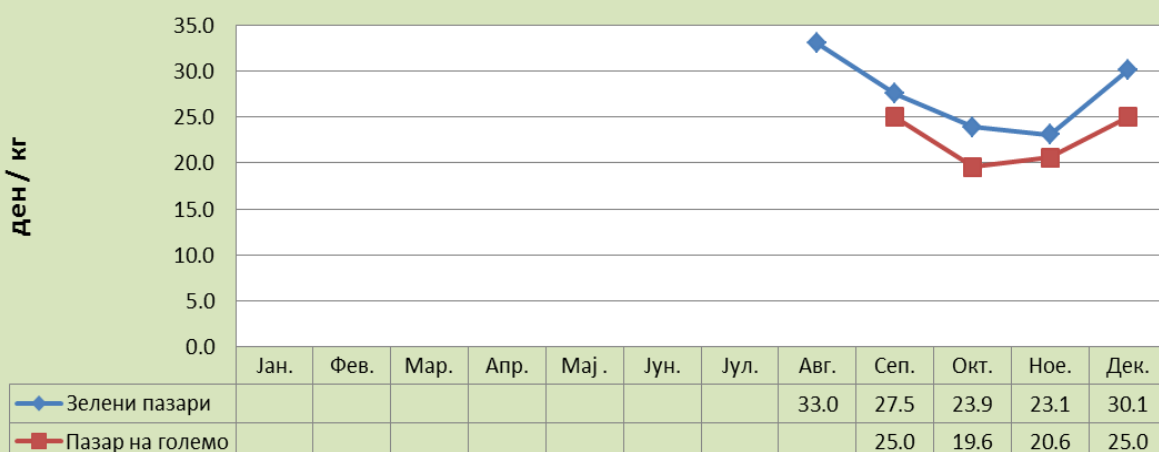 ден / кг
35.0
30.0
25.0
20.0
15.0
10.0
5.0
0.0
Јан. Фев. Мар. Апр. Мај . Јун. Јул. Авг. Сеп. Окт. Ное. Дек.
Зелени пазари 33.0 27.5 23.9 23.1 30.1
Пазар на големо 25.0 19.6 20.6 25.0